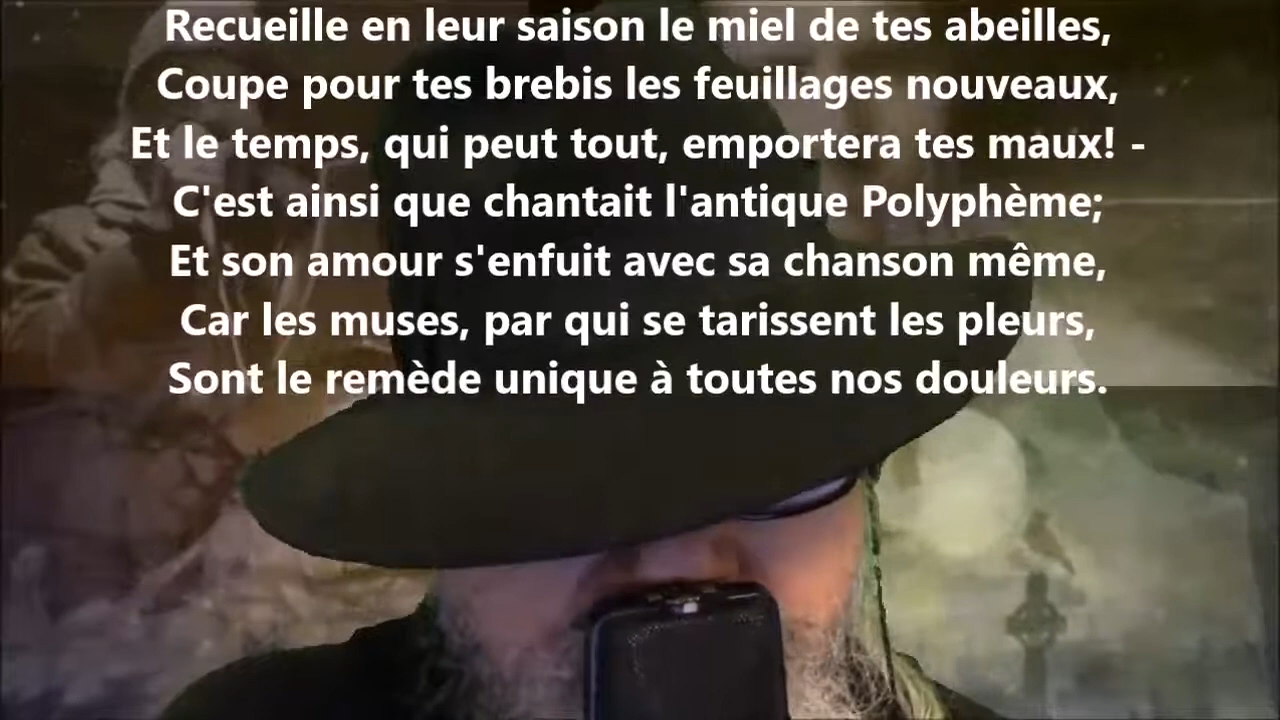 Recueille en leur saison le miel de tes abeilles,
Coupe pour tes brebis les feuillages nouveaux,
Et le temps, qui peut tout, emportera tes maux! -
C'est ainsi que chantait l'antique Polyphème;
Et son amour s'enfuit avec sa chanson même,
Car les muses, par qui se tarissent les pleurs,
Sont le remède unique à toutes nos douleurs.